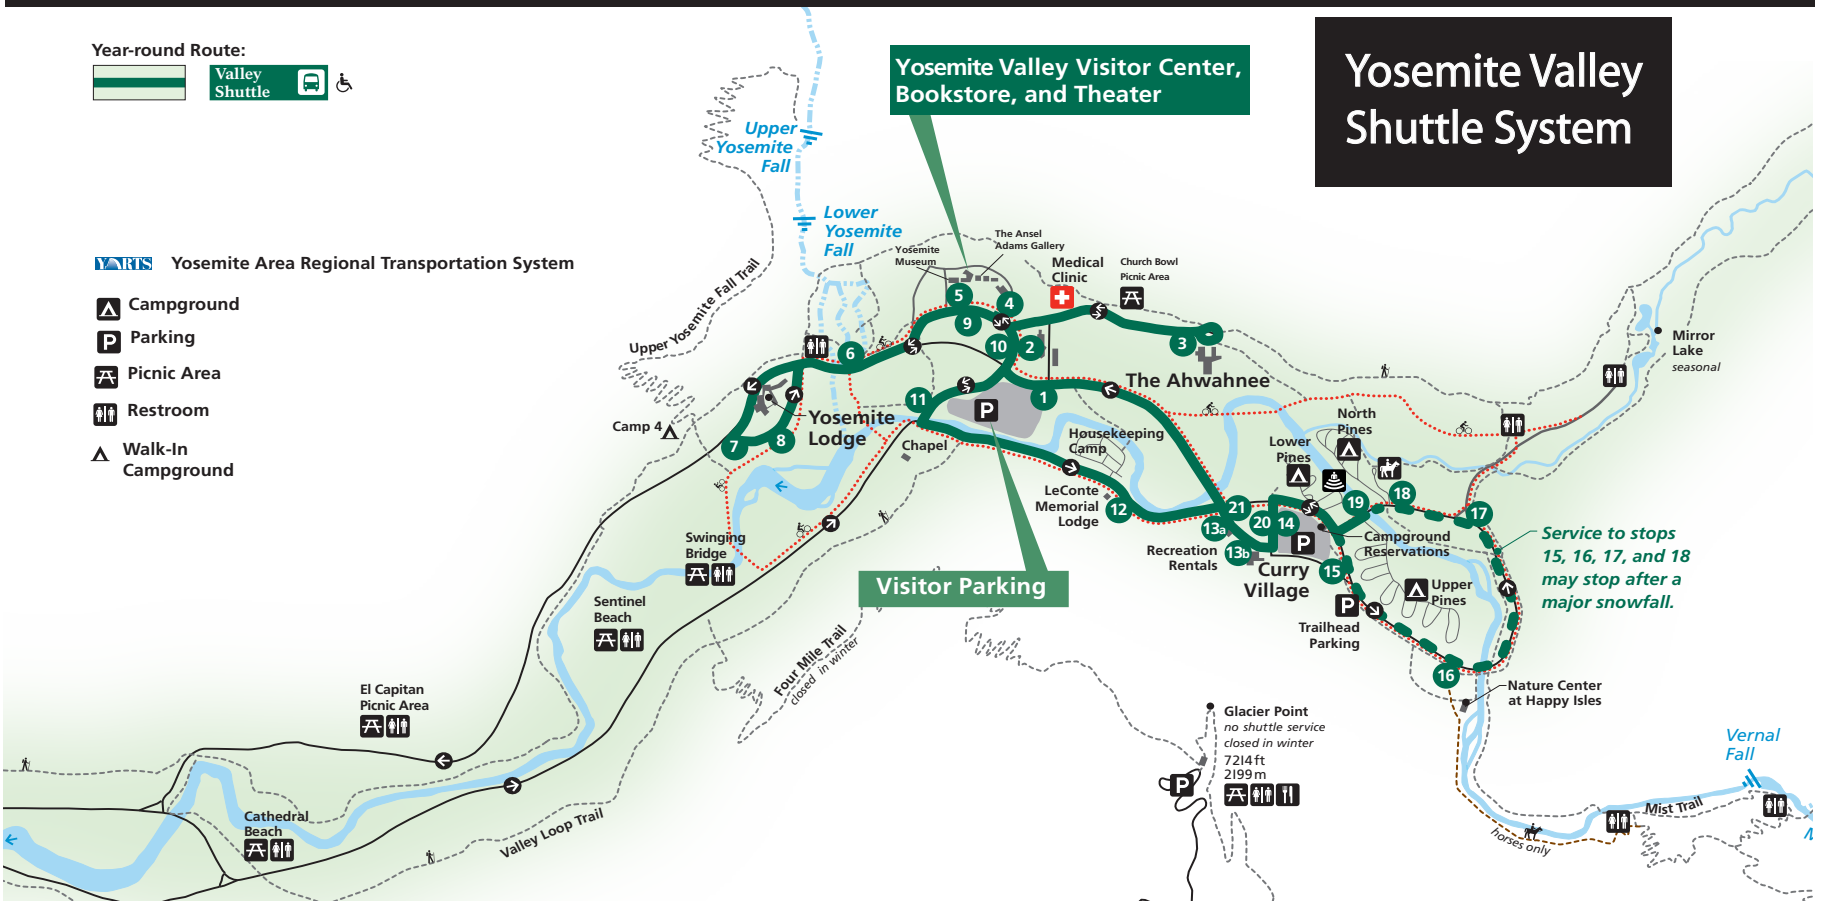 Year-round Route:
Valley
Shuttle
Yosemite Valley Visitor Center,
Bookstore, and Theater
Yosemite Valley
Shuttle System
Upper
Yosemite
Fall
Lower
Yosemite
Fall
Yosemite
Museum
The Ansel
Adams Gallery
Medical
Clinic
Church Bowl
Picnic Area
YARTS
Yosemite Area Regional Transportation System
Campground
P
Parking
Picnic Area
Restroom
Walk-In
Campground
Upper Yosemite Fall Trail
5
4
9
10
2
3
6
The Ahwahnee
Mirror
Lake
seasonal
11
P
1
Yosemite
Lodge
7
8
Camp 4
Chapel
Housekeeping
Camp
North
Pines
Lower
Pines
LeConte
Memorial
Lodge
12
21
13a
20
14
13b
P
19
18
17
Campground
Reservations
Recreation
Rentals
Curry
Village
15
Service to stops
15, 16, 17, and 18
may stop after a
major snowfall.
Swinging
Bridge
Visitor Parking
Upper
Pines
P
Trailhead
Parking
16
Sentinel
Beach
Four Mile Trail
closed in winter
Nature Center
at Happy Isles
El Capitan
Picnic Area
Glacier Point
no shuttle service
closed in winter
7214 ft
2199 m
P
Vernal
Fall
Mist Trail
horses only
Cathedral
Beach
Valley Loop Trail